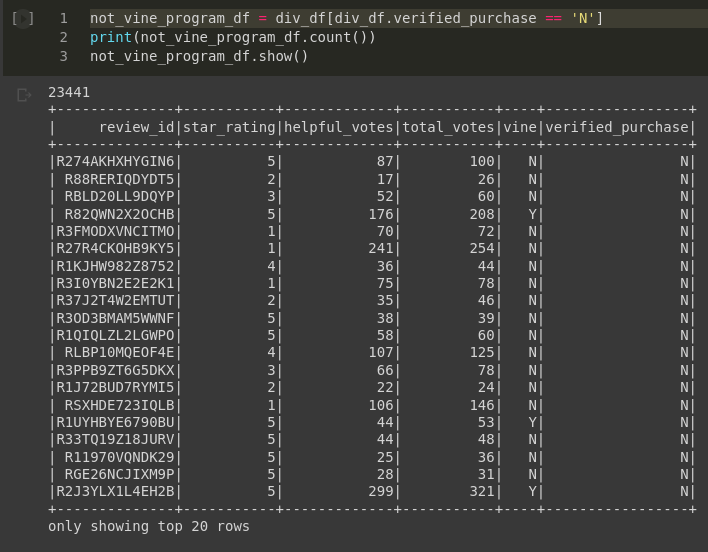 [ ] 1 not_vine_program_df = div_df[div_df.verified_purchase == 'N']
2 print(not_vine_program_df.count())
3 not_vine_program_df.show()
23441
+--------------+-----------+-------------+-----------+----+-----------------+
|     review_id|star_rating|helpful_votes|total_votes|vine|verified_purchase|
+--------------+-----------+-------------+-----------+----+-----------------+
|R274AKHXHYGIN6|          5|           87|        100|   N|                N|
| R88RERIQDYDT5|          2|           17|         26|   N|                N|
| RBLD20LL9DQYP|          3|           52|         60|   N|                N|
| R82QWN2X2OCHB|          5|          176|        208|   Y|                N|
|R3FMODXVNCITMO|          1|           70|         72|   N|                N|
|R27R4CKOHB9KY5|          1|          241|        254|   N|                N|
|R1KJHW982Z8752|          4|           36|         44|   N|                N|
|R3I0YBN2E2E2K1|          1|           75|         78|   N|                N|
|R37J2T4W2EMTUT|          2|           35|         46|   N|                N|
|R3OD3BMAM5WWNF|          5|           38|         39|   N|                N|
|R1QIQLZL2LGWPO|          5|           58|         60|   N|                N|
| RLBP10MQEOF4E|          4|          107|        125|   N|                N|
|R3PPB9ZT6G5DKX|          3|           66|         78|   N|                N|
|R1J72BUD7RYMI5|          2|           22|         24|   N|                N|
| RSXHDE723IQLB|          1|          106|        146|   N|                N|
|R1UYHBYE6790BU|          5|           44|         53|   Y|                N|
|R33TQ19Z18JURV|          5|           44|         48|   N|                N|
| R11970VQNDK29|          5|           25|         36|   N|                N|
| RGE26NCJIXM9P|          5|           28|         31|   N|                N|
|R2J3YLX1L4EH2B|          5|          299|        321|   Y|                N|
+--------------+-----------+-------------+-----------+----+-----------------+
only showing top 20 rows